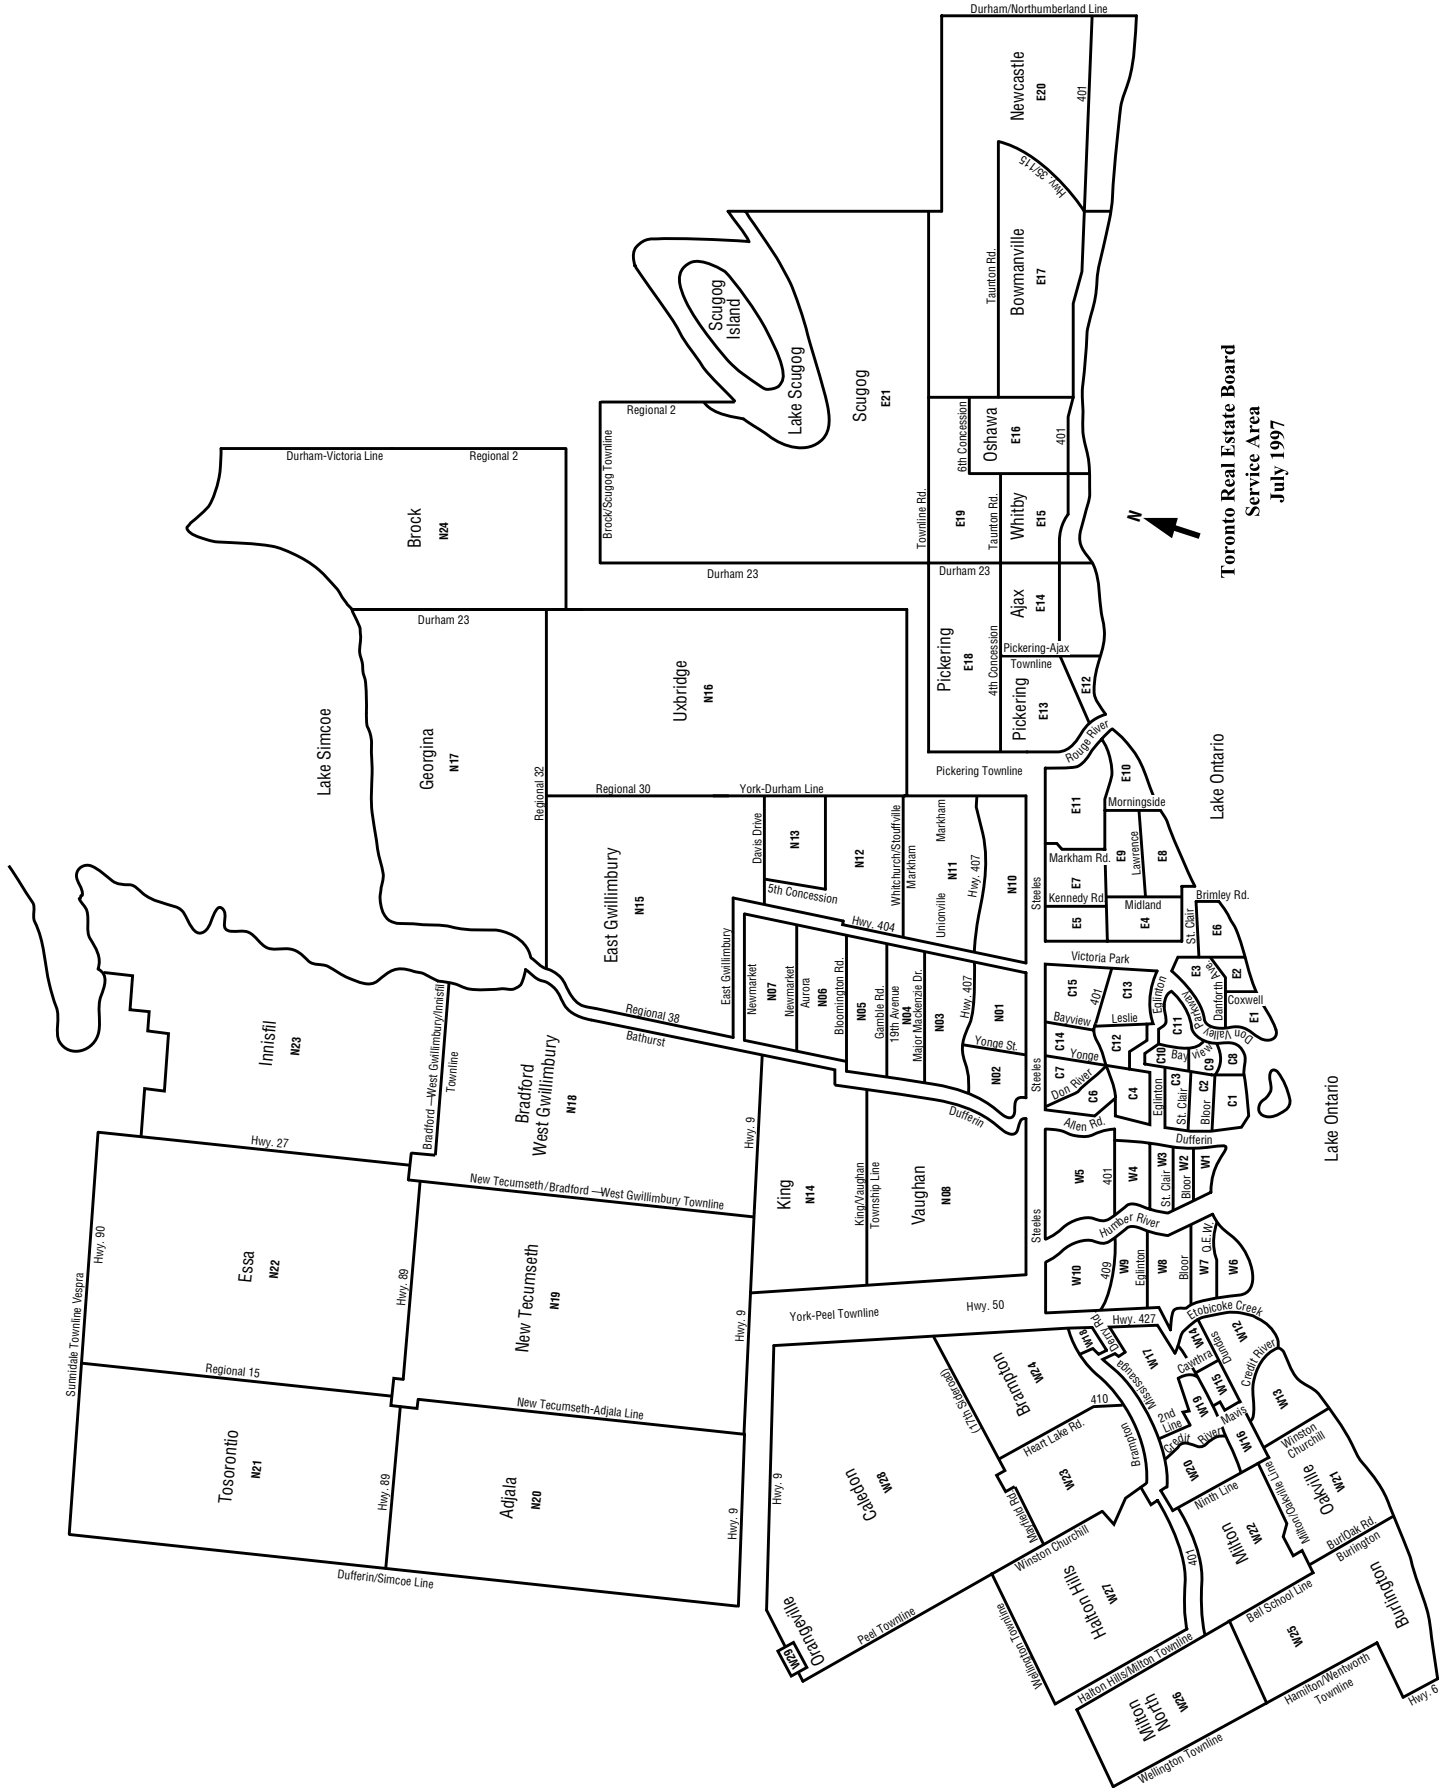 Durham/Northumberland Line
Newcastle
E20
401
Hwy. 35/115
Taunton Rd.
Bowmanville
E17
Scugog
Island
Lake Scugog
Scugog
E21
Regional 2
Brock/Scugog Townline
Townline Rd.
6th Concession
Oshawa
E16
401
E19
Taunton Rd.
Whitby
E15
Durham 23
Durham 23
Toronto Real Estate Board
Service Area
July 1997
N
Durham-Victoria Line
Regional 2
Brock
N24
Durham 23
Lake Simcoe
Georgina
N17
Regional 32
Uxbridge
N16
Pickering
E18
4th Concession
Ajax
E14
Pickering-Ajax
Townline
Pickering
E13
E12
Rouge River
Pickering Townline
Lake Ontario
Regional 30
York-Durham Line
East Gwillimbury
N15
Davis Drive
N13
5th Concession
N12
Whitchurch/Stouffville
Markham
Unionville
N11
Markham
Hwy. 407
N10
Hwy. 404
Steeles
E11
E10
Morningside
Markham Rd.
E9
Lawrence
E8
E7
Kennedy Rd.
Midland
E5
E4
Brimley Rd.
St. Clair
E6
Victoria Park
East Gwillimbury
Newmarket
N07
Newmarket
Aurora
N06
Bloomington Rd.
N05
Gamble Rd.
19th Avenue
N04
Major Mackenzie Dr.
N03
Hwy. 407
N01
Yonge St.
N02
Regional 38
Bathurst
Dufferin
Steeles
C15
401
C13
Eglinton
E3
Danforth Ave.
E2
Coxwell
E1
Don Valley Parkway
Bayview
Leslie
C11
C14
Yonge
C12
C10
Bayview
C9
C8
C7
Don River
C6
C4
Eglinton
C3
St. Clair
C2
Bloor
C1
Allen Rd.
Dufferin
Lake Ontario
Innisfil
N23
Bradford —West Gwillimbury/Innisfil
Townline
Bradford
West Gwillimbury
N18
Hwy. 27
Hwy. 9
New Tecumseth/Bradford —West Gwillimbury Townline
King
N14
King/Vaughan
Township Line
Vaughan
N08
Steeles
W5
401
W4
W3
St. Clair
W2
Bloor
W1
Humber River
W10
409
W9
Eglinton
W8
Bloor
W7
Q.E.W.
W6
Hwy. 90
Sunnidale Townline Vespra
Essa
N22
Hwy. 89
New Tecumseth
N19
Hwy. 9
York-Peel Townline
Hwy. 50
Hwy. 427
Etobicoke Creek
Regional 15
New Tecumseth-Adjala Line
Tosorontio
N21
Hwy. 89
Adjala
N20
Hwy. 9
Dufferin/Simcoe Line
Hwy. 9
Caledon
W28
(17th Sideroad)
Brampton
W24
410
Heart Lake Rd.
Mayfield Rd.
W23
Brampton
Mississauga
W18
Derry Rd
W17
W14
Cawthra
Dundas
W12
W15
W19
2nd
Line
Credit River
Credit River
Mavis
W13
W16
W20
Winston
Churchill
Ninth Line
Milton/Oakville Line
Oakville
W21
Milton
W22
BurlOak Rd.
Burlington
Winston Churchill
Halton Hills
W27
Wellington Townline
401
Halton Hills/Milton Townline
Bell School Line
Peel Townline
Orangeville
W29
Milton
North
W26
W25
Burlington
Hamilton/Wentworth
Townline
Hwy. 6
Wellington Townline